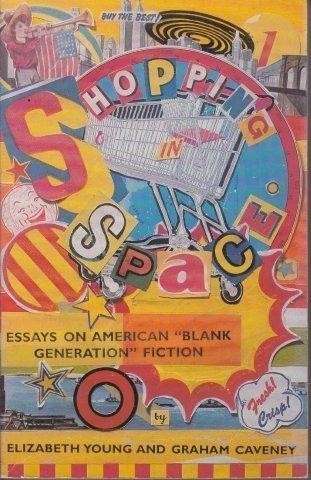 BUY THE BEST!
1
SHOPPING
IN
SPaCE
ESSAYS ON AMERICAN "BLANK
GENERATION" FICTION
Fresh!
Crisp!
O
by
ELIZABETH YOUNG AND GRAHAM CAVENEY